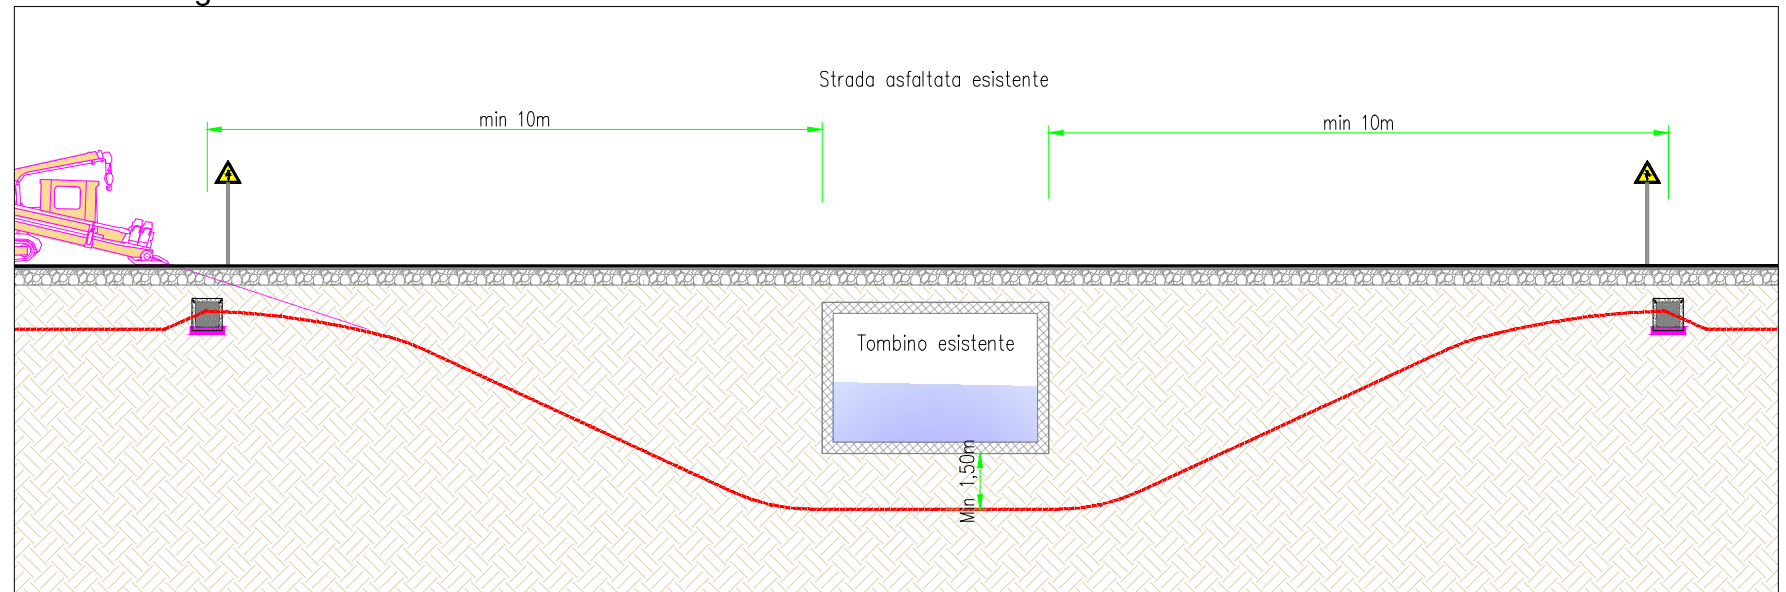 Strada asfaltata esistente
min 10m
min 10m
Tombino esistente
Min 1,50m